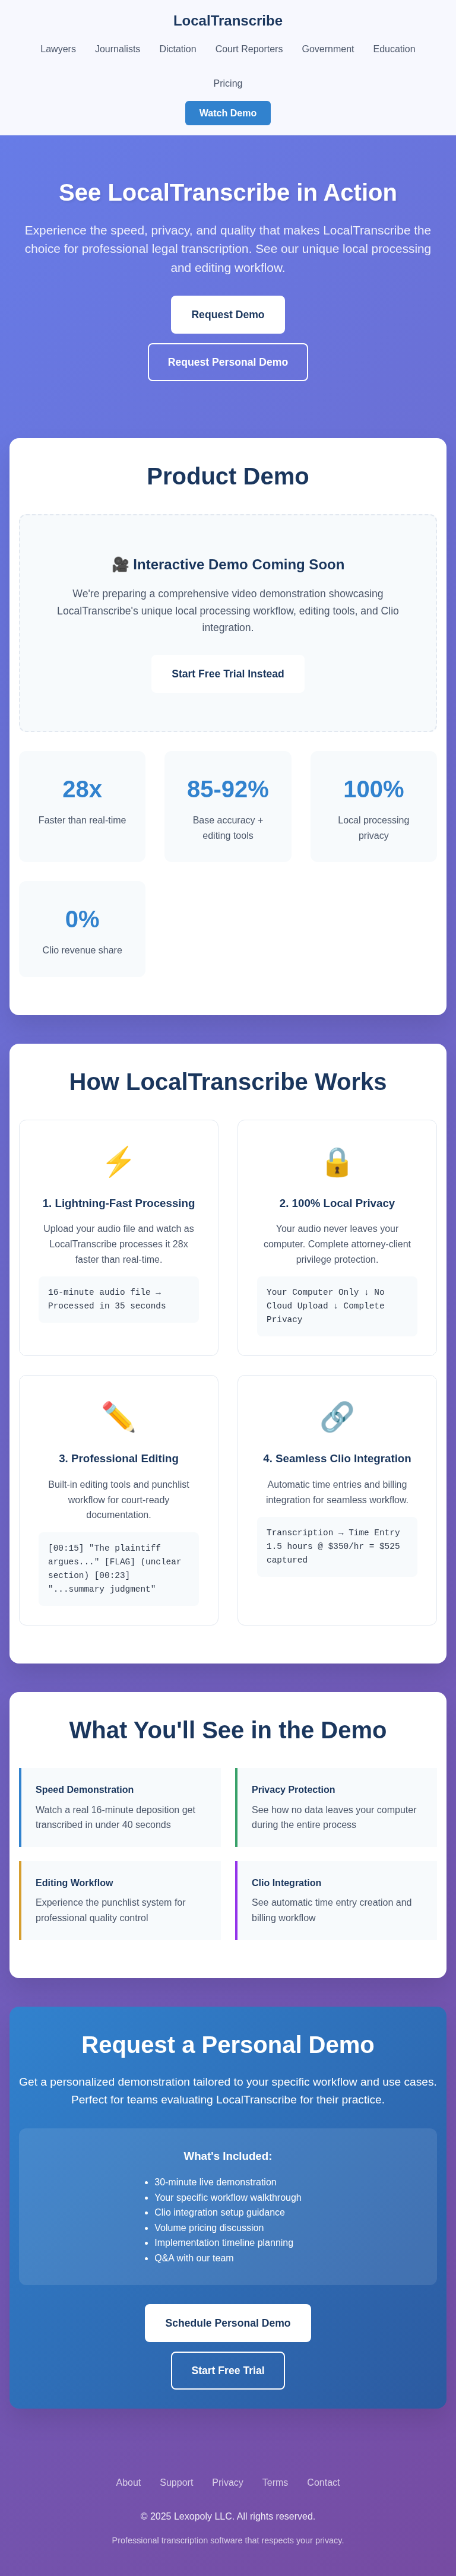 LocalTranscribe
Lawyers Journalists Dictation Court Reporters Government Education
Pricing
Watch Demo
See LocalTranscribe in Action
Experience the speed, privacy, and quality that makes LocalTranscribe the
choice for professional legal transcription. See our unique local processing
and editing workflow.
Request Demo
Request Personal Demo
Product Demo
🎥 Interactive Demo Coming Soon
We're preparing a comprehensive video demonstration showcasing
LocalTranscribe's unique local processing workflow, editing tools, and Clio
integration.
Start Free Trial Instead
28x
Faster than real-time
85-92%
Base accuracy +
editing tools
100%
Local processing
privacy
0%
Clio revenue share
How LocalTranscribe Works
1. Lightning-Fast Processing
Upload your audio file and watch as
LocalTranscribe processes it 28x
faster than real-time.
16-minute audio file →
Processed in 35 seconds
2. 100% Local Privacy
Your audio never leaves your
computer. Complete attorney-client
privilege protection.
Your Computer Only ↓ No
Cloud Upload ↓ Complete
Privacy
3. Professional Editing
Built-in editing tools and punchlist
workflow for court-ready
documentation.
[00:15] "The plaintiff
argues..." [FLAG] (unclear
section) [00:23]
"...summary judgment"
4. Seamless Clio Integration
Automatic time entries and billing
integration for seamless workflow.
Transcription → Time Entry
1.5 hours @ $350/hr = $525
captured
What You'll See in the Demo
Speed Demonstration
Watch a real 16-minute deposition get
transcribed in under 40 seconds
Privacy Protection
See how no data leaves your computer
during the entire process
Editing Workflow
Experience the punchlist system for
professional quality control
Clio Integration
See automatic time entry creation and
billing workflow
Request a Personal Demo
Get a personalized demonstration tailored to your specific workflow and use cases.
Perfect for teams evaluating LocalTranscribe for their practice.
What's Included:
• 30-minute live demonstration
• Your specific workflow walkthrough
• Clio integration setup guidance
• Volume pricing discussion
• Implementation timeline planning
• Q&A with our team
Schedule Personal Demo
Start Free Trial
About Support Privacy Terms Contact
© 2025 Lexopoly LLC. All rights reserved.
Professional transcription software that respects your privacy.